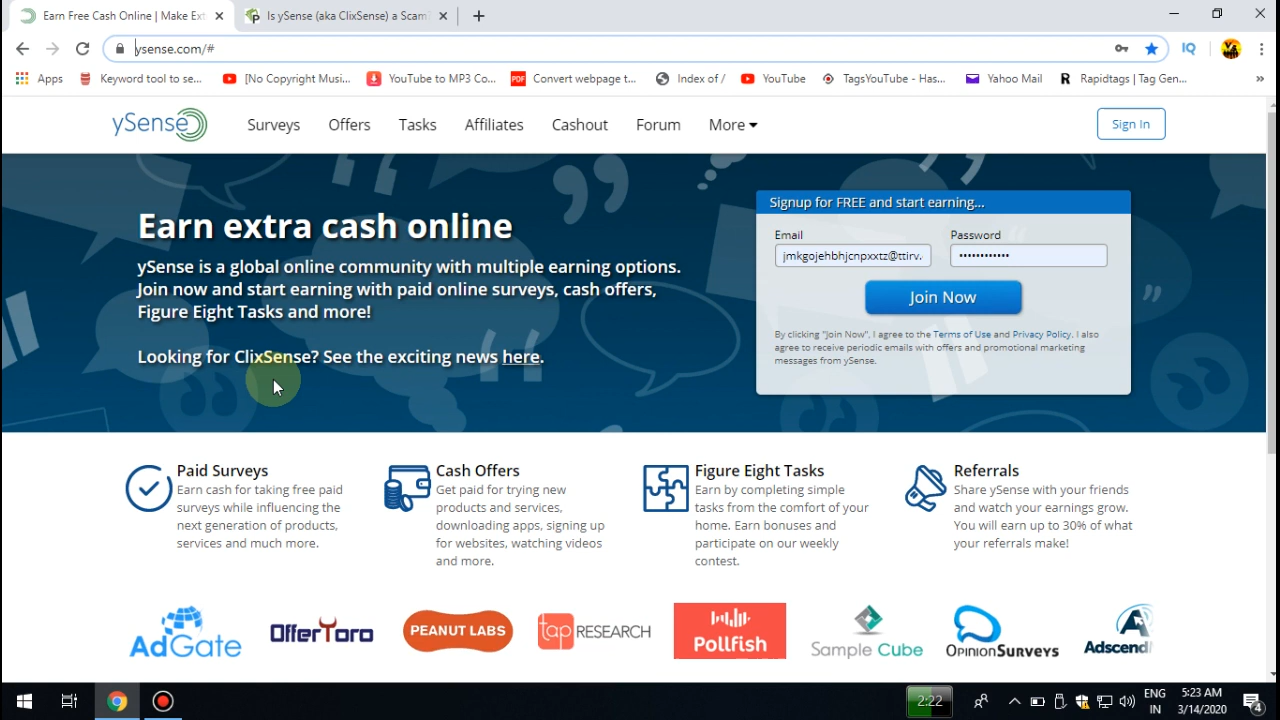 Earn Free Cash Online | Make Ext
Is ySense (aka ClixSense) a Scam
ysense.com/#
IQ
Apps
Keyword tool to se...
[No Copyright Musi...
YouTube to MP3 Co...
PDF
Convert webpage t...
Index of /
YouTube
TagsYouTube - Has...
Yahoo Mail
R
Rapidtags | Tag Gen...
»
ySense
Surveys
Offers
Tasks
Affiliates
Cashout
Forum
More
Sign In
Earn extra cash online
ySense is a global online community with multiple earning options.
Join now and start earning with paid online surveys, cash offers,
Figure Eight Tasks and more!
Looking for ClixSense? See the exciting news here.
Signup for FREE and start earning...
Email
Password
jmkgojehbhjcnpxxtz@ttirv.
••••••••••••
Join Now
By clicking "Join Now", I agree to the Terms of Use and Privacy Policy. I also
agree to receive periodic emails with offers and promotional marketing
messages from ySense.
Paid Surveys
Earn cash for taking free paid
surveys while influencing the
next generation of products,
services and much more.
Cash Offers
Get paid for trying new
products and services,
downloading apps, signing up
for websites, watching videos
and more.
Figure Eight Tasks
Earn by completing simple
tasks from the comfort of your
home. Earn bonuses and
participate on our weekly
contest.
Referrals
Share ySense with your friends
and watch your earnings grow.
You will earn up to 30% of what
your referrals make!
AdGate
OfferToro
PEANUT LABS
tap RESEARCH
Pollfish
Sample Cube
OPINIONSURVEYS
Adscend
2:22
ENG
IN
5:23 AM
3/14/2020
4